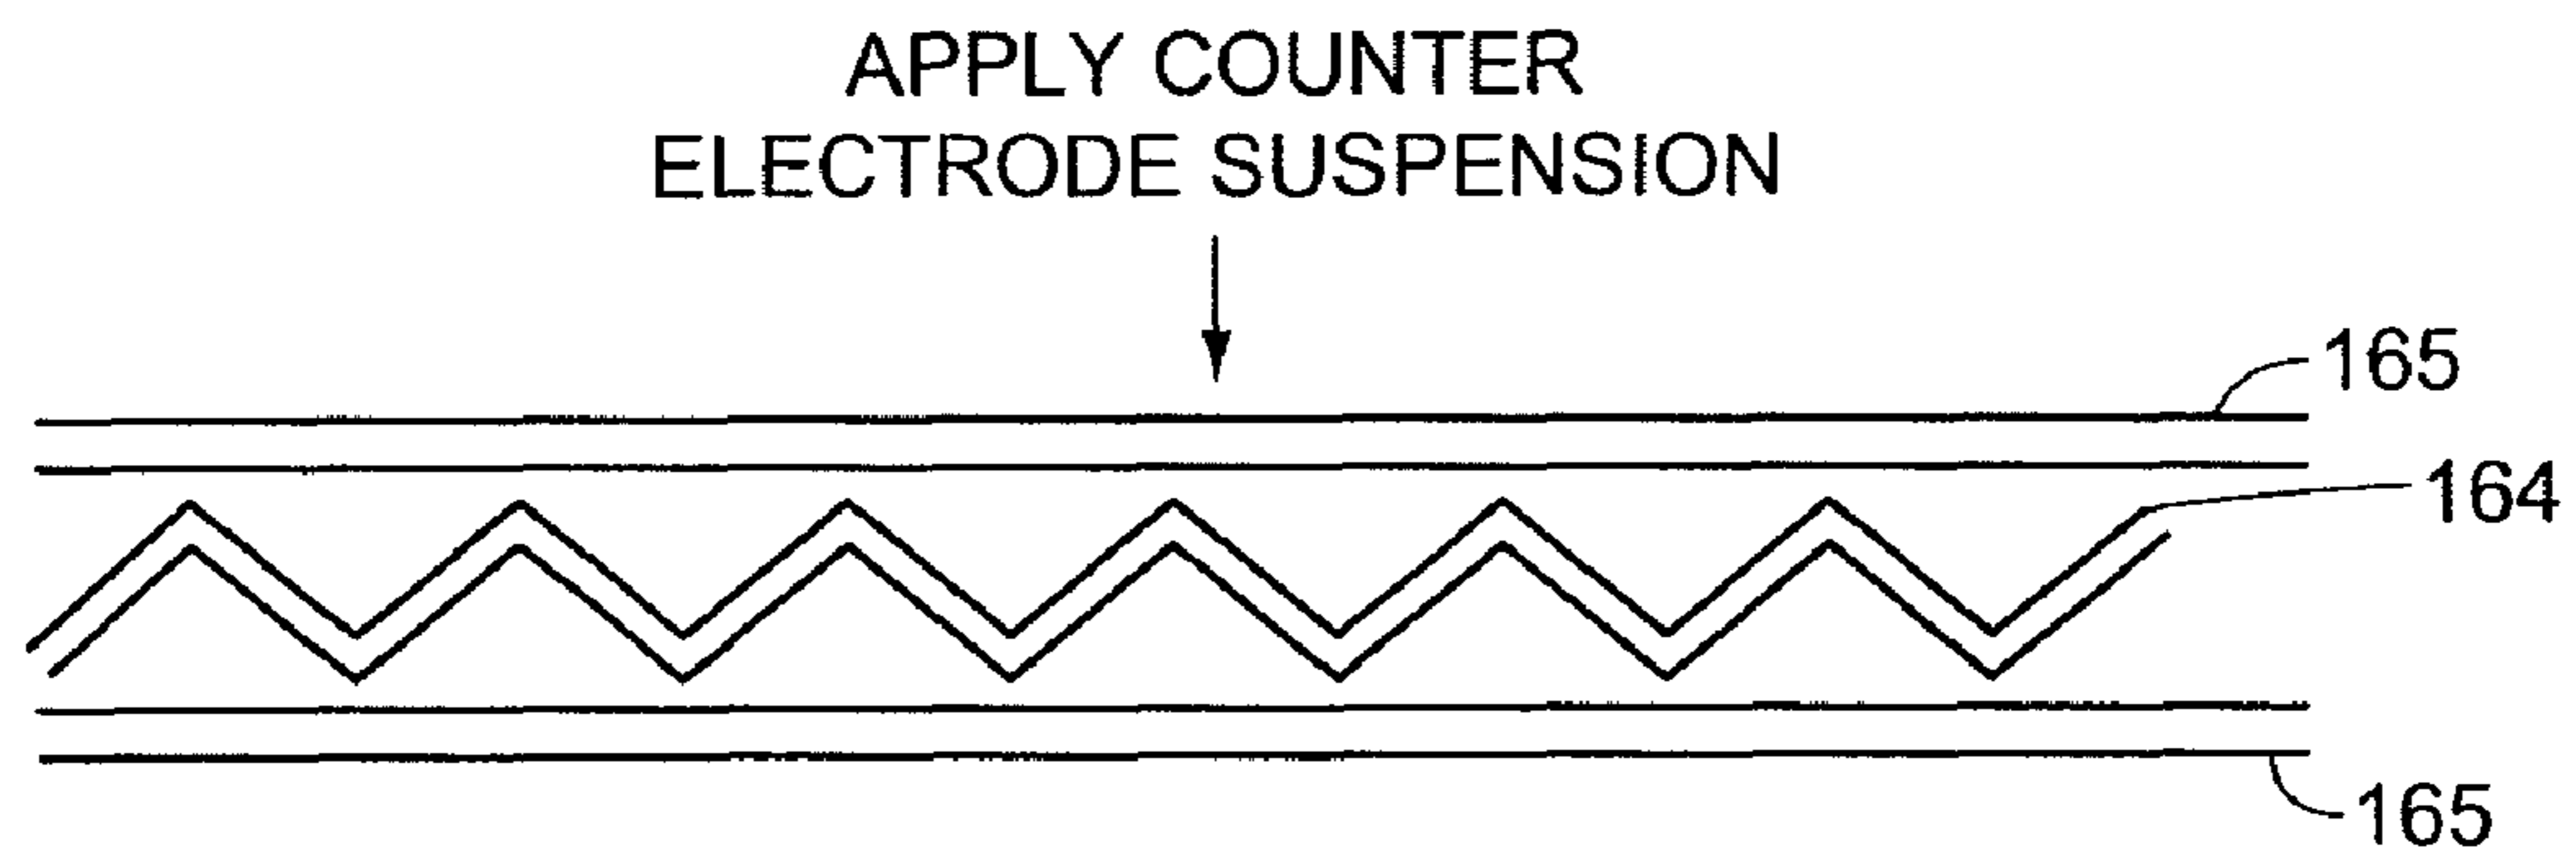 APPLY COUNTER
ELECTRODE SUSPENSION
165
164
165